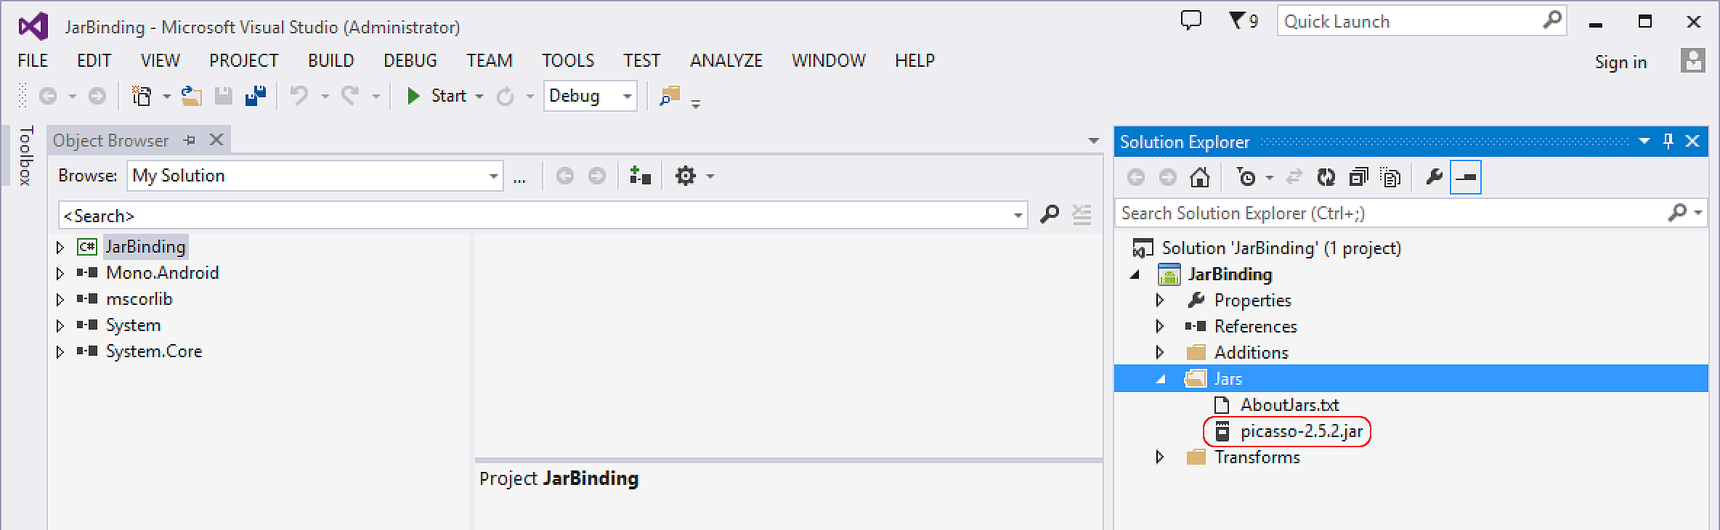 JarBinding - Microsoft Visual Studio (Administrator)
9
Quick Launch
FILE EDIT VIEW PROJECT BUILD DEBUG TEAM TOOLS TEST ANALYZE WINDOW HELP
Sign in
Start
Debug
Toolbox
Object Browser
Browse: My Solution ...
<Search>
C# JarBinding
Mono.Android
mscorlib
System
System.Core
Project JarBinding
Solution Explorer
Search Solution Explorer (Ctrl+;)
Solution 'JarBinding' (1 project)
JarBinding
Properties
References
Additions
Jars
AboutJars.txt
picasso-2.5.2.jar
Transforms